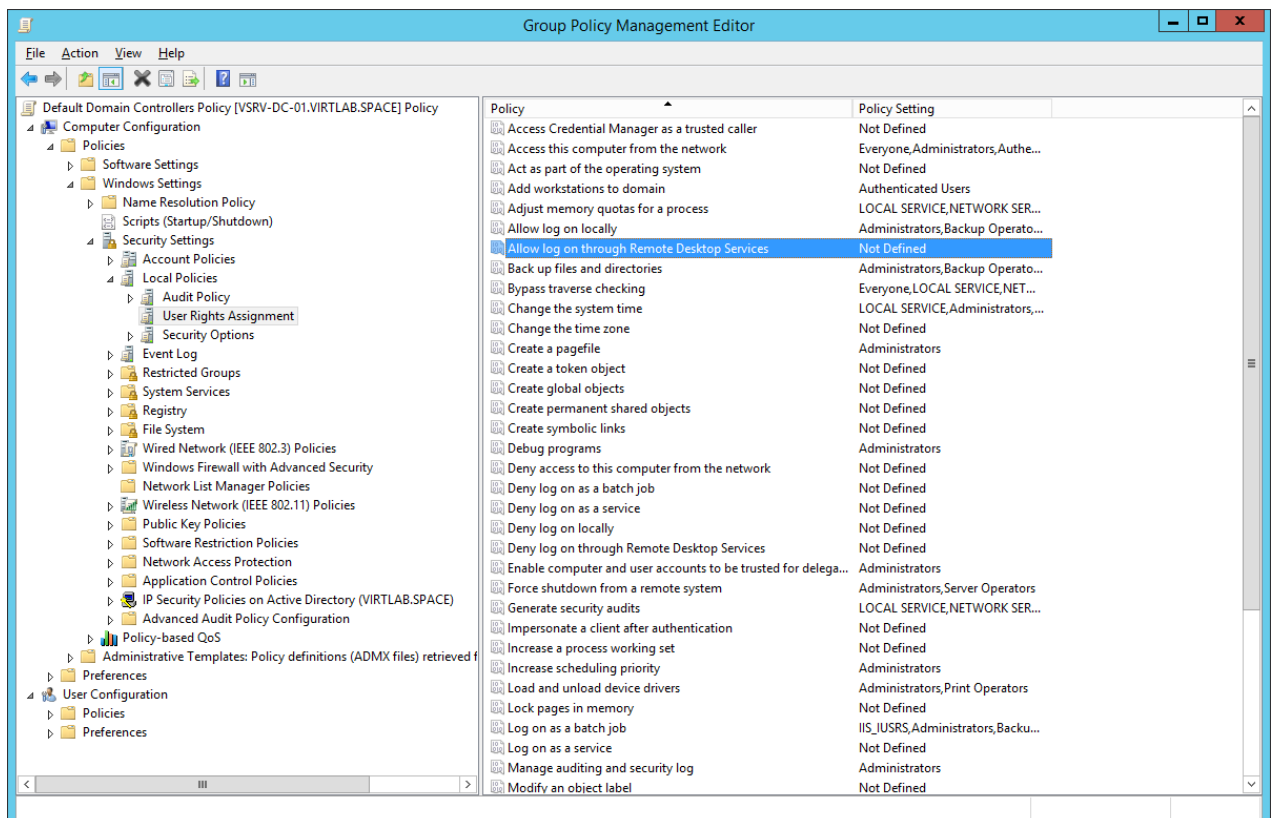 Group Policy Management Editor
File Action View Help
Default Domain Controllers Policy [VSRV-DC-01.VIRTLAB.SPACE] Policy
Computer Configuration
Policies
Software Settings
Windows Settings
Name Resolution Policy
Scripts (Startup/Shutdown)
Security Settings
Account Policies
Local Policies
Audit Policy
User Rights Assignment
Security Options
Event Log
Restricted Groups
System Services
Registry
File System
Wired Network (IEEE 802.3) Policies
Windows Firewall with Advanced Security
Network List Manager Policies
Wireless Network (IEEE 802.11) Policies
Public Key Policies
Software Restriction Policies
Network Access Protection
Application Control Policies
IP Security Policies on Active Directory (VIRTLAB.SPACE)
Advanced Audit Policy Configuration
Policy-based QoS
Administrative Templates: Policy definitions (ADMX files) retrieved f
Preferences
User Configuration
Policies
Preferences
Policy Policy Setting
Access Credential Manager as a trusted caller Not Defined
Access this computer from the network Everyone,Administrators,Authe...
Act as part of the operating system Not Defined
Add workstations to domain Authenticated Users
Adjust memory quotas for a process LOCAL SERVICE,NETWORK SER...
Allow log on locally Administrators,Backup Operato...
Allow log on through Remote Desktop Services Not Defined
Back up files and directories Administrators,Backup Operato...
Bypass traverse checking Everyone,LOCAL SERVICE,NET...
Change the system time LOCAL SERVICE,Administrators,...
Change the time zone Not Defined
Create a pagefile Administrators
Create a token object Not Defined
Create global objects Not Defined
Create permanent shared objects Not Defined
Create symbolic links Not Defined
Debug programs Administrators
Deny access to this computer from the network Not Defined
Deny log on as a batch job Not Defined
Deny log on as a service Not Defined
Deny log on locally Not Defined
Deny log on through Remote Desktop Services Not Defined
Enable computer and user accounts to be trusted for delega... Administrators
Force shutdown from a remote system Administrators,Server Operators
Generate security audits LOCAL SERVICE,NETWORK SER...
Impersonate a client after authentication Not Defined
Increase a process working set Not Defined
Increase scheduling priority Administrators
Load and unload device drivers Administrators,Print Operators
Lock pages in memory Not Defined
Log on as a batch job IIS_IUSRS,Administrators,Backu...
Log on as a service Not Defined
Manage auditing and security log Administrators
Modify an object label Not Defined